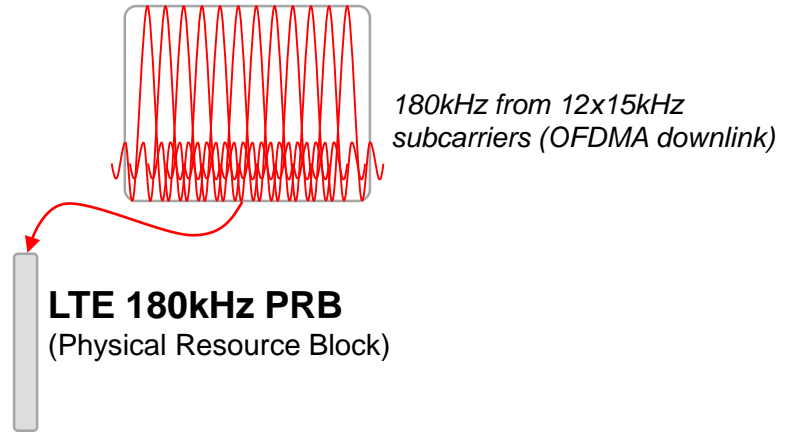 180kHz from 12x15kHz
subcarriers (OFDMA downlink)
LTE 180kHz PRB
(Physical Resource Block)